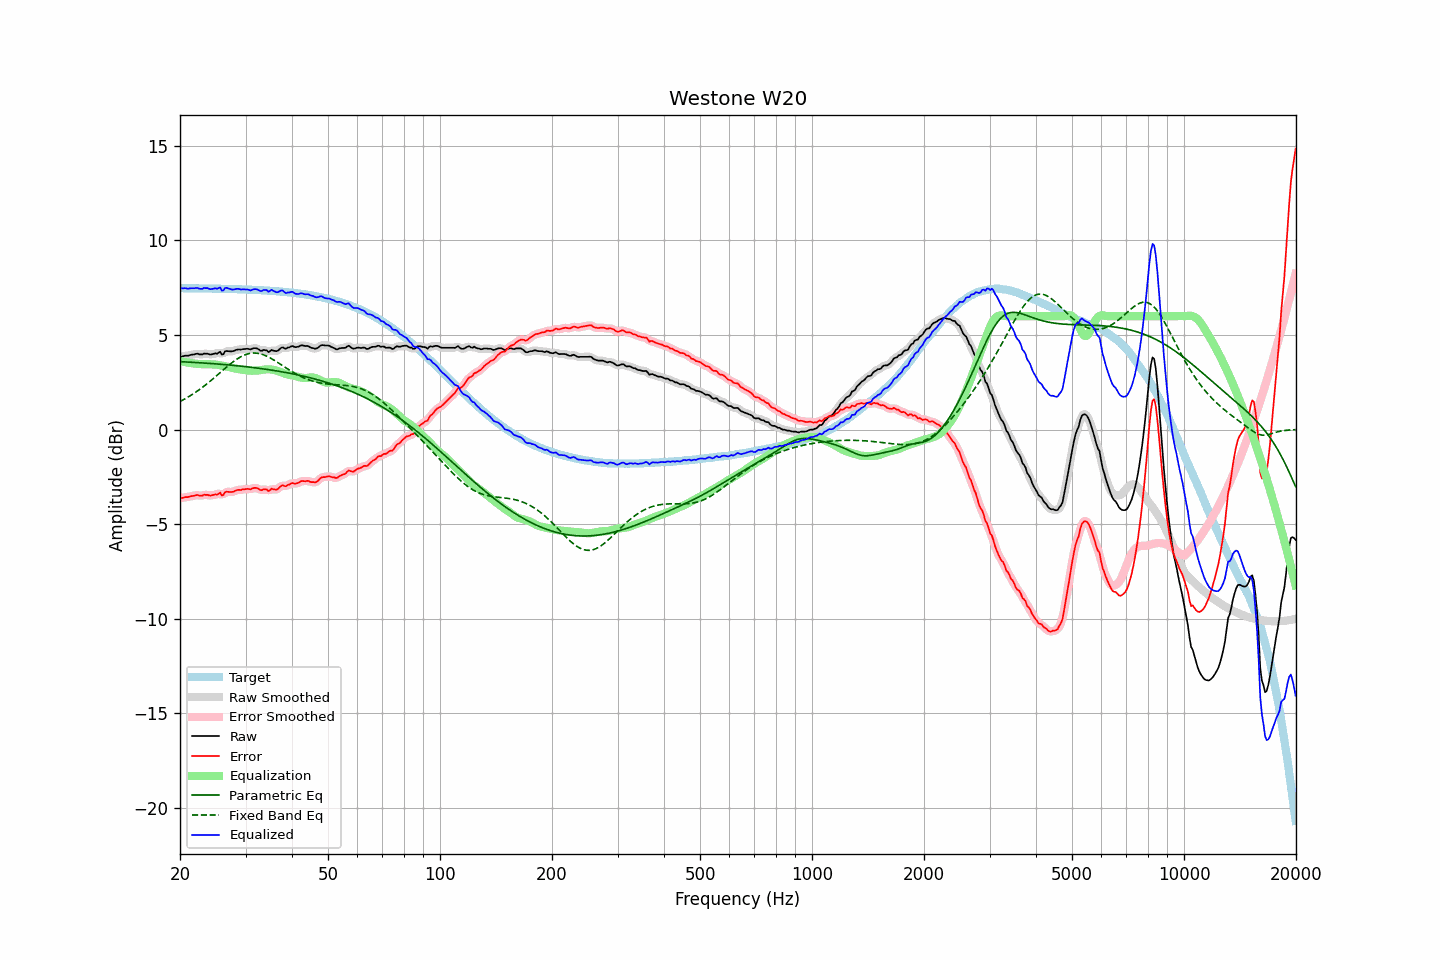 Westone W20
Amplitude (dBr)
15
10
5
0
−5
−10
−15
−20
Target
Raw Smoothed
Error Smoothed
Raw
Error
Equalization
Parametric Eq
Fixed Band Eq
Equalized
20 50 100 200 500 1000 2000 5000 10000 20000
Frequency (Hz)